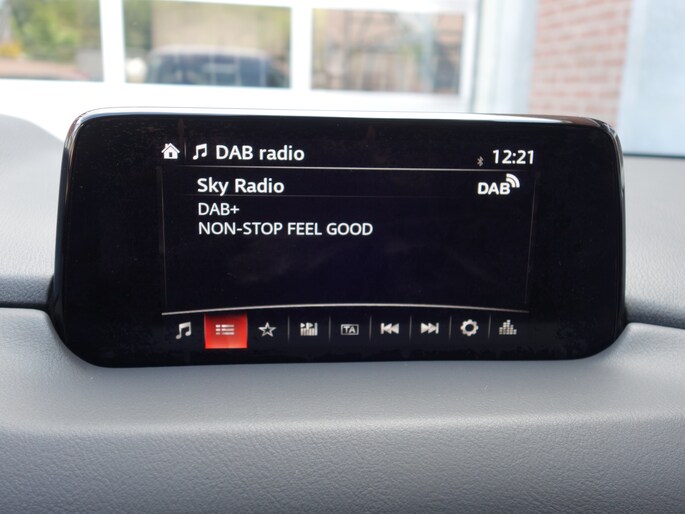 DAB radio 12:21
Sky Radio DAB
DAB+
NON-STOP FEEL GOOD
TA